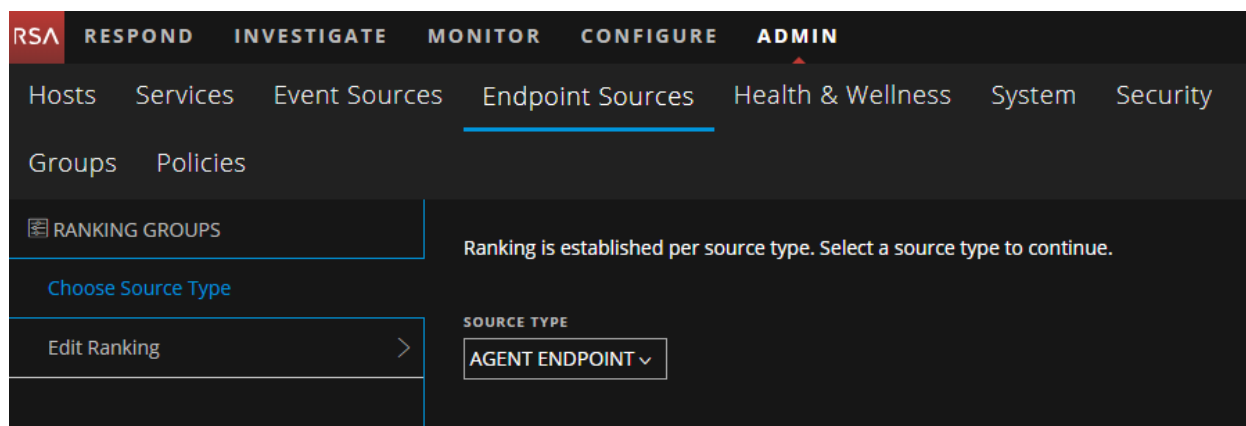 RSA RESPOND INVESTIGATE MONITOR CONFIGURE ADMIN
Hosts Services Event Sources Endpoint Sources Health & Wellness System Security
Groups Policies
RANKING GROUPS
Ranking is established per source type. Select a source type to continue.
Choose Source Type
SOURCE TYPE
Edit Ranking
AGENT ENDPOINT